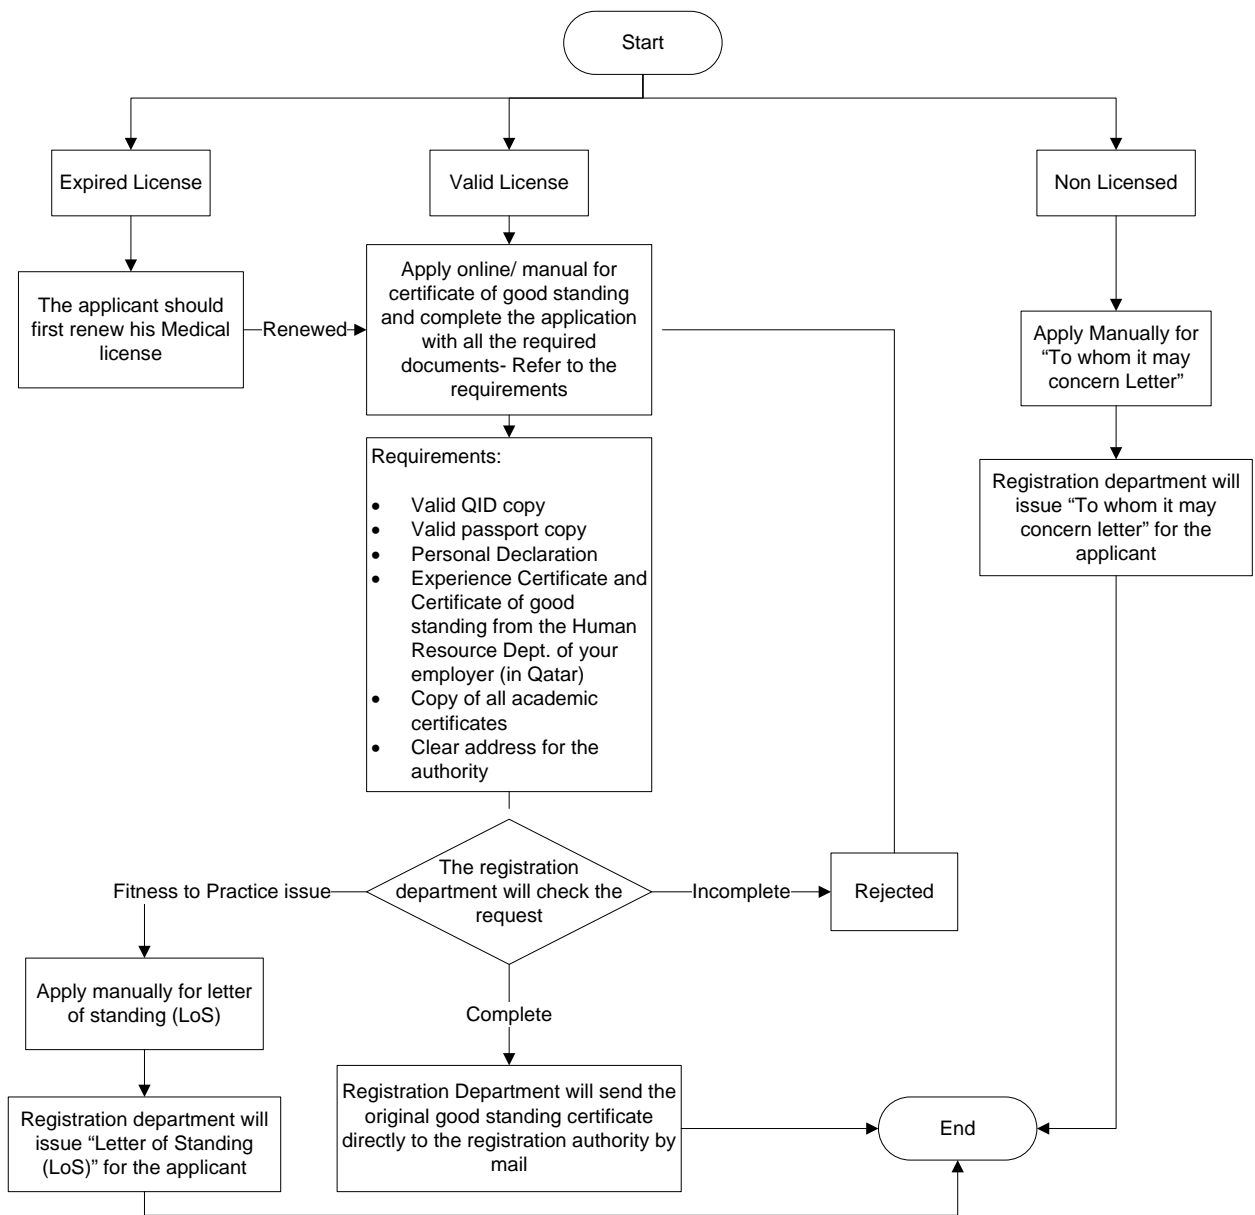 Start
Expired License
Valid License
Non Licensed
The applicant should
first renew his Medical
license
Renewed
Apply online/ manual for
certificate of good standing
and complete the application
with all the required
documents- Refer to the
requirements
Apply Manually for
“To whom it may
concern Letter”
Requirements:
• Valid QID copy
• Valid passport copy
• Personal Declaration
• Experience Certificate and
Certificate of good
standing from the Human
Resource Dept. of your
employer (in Qatar)
• Copy of all academic
certificates
• Clear address for the
authority
Registration department will
issue “To whom it may
concern letter” for the
applicant
The registration
department will check the
request
Fitness to Practice issue
Incomplete
Rejected
Apply manually for letter
of standing (LoS)
Complete
Registration department will
issue “Letter of Standing
(LoS)” for the applicant
Registration Department will send the
original good standing certificate
directly to the registration authority by
mail
End